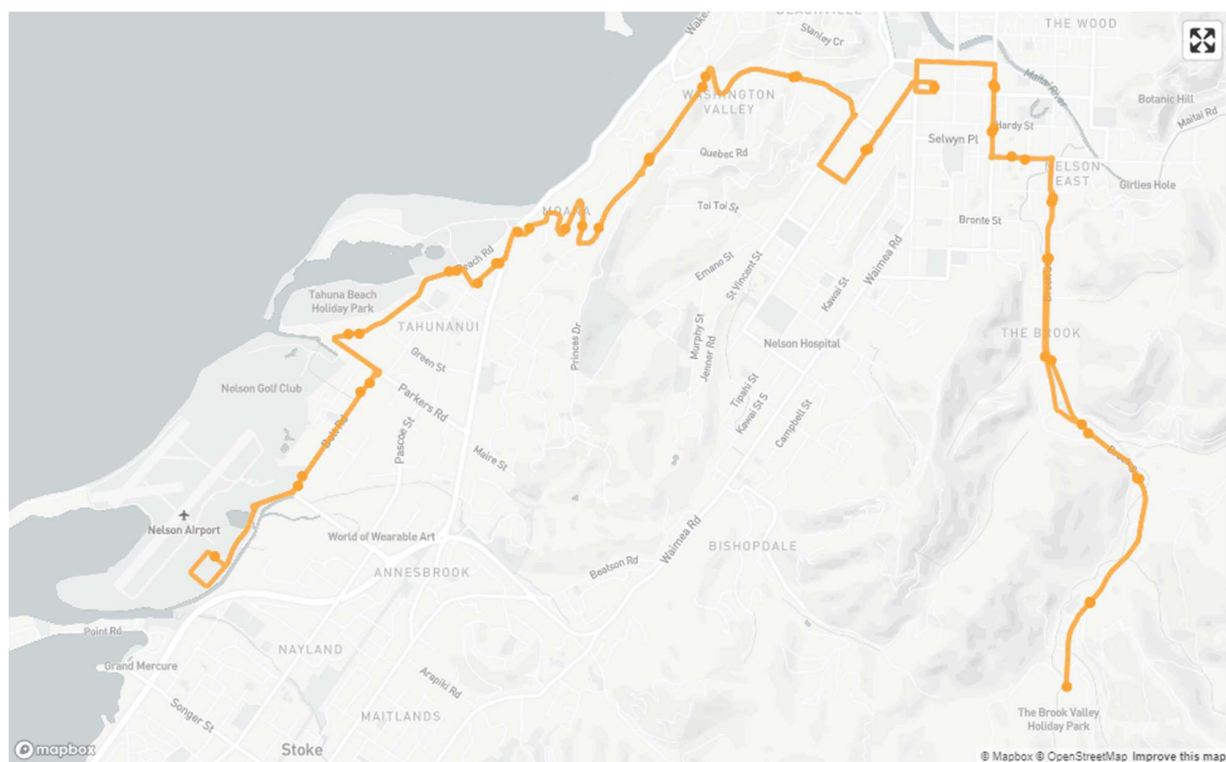 BEACHVILLE
THE WOOD
Stanley Cr
Maitai River
WASHINGTON
VALLEY
Botanic Hill
Maitai Rd
Hardy St
Selwyn Pl
Quebec Rd
NELSON
EAST
Girlies Hole
Toi Toi St
MOANA
Bronte St
Beach Rd
Emano St
St Vincent St
Waimea Rd
Kawai St
Tahuna Beach
Holiday Park
TAHUNANUI
Murphy St
Jenner Rd
Nelson Hospital
THE BROOK
Princes Dr
Green St
Nelson Golf Club
Parkers Rd
Tipahi St
Kawai St S
Campbell St
Bolt Rd
Pascoe St
Maire St
Nelson Airport
World of Wearable Art
Waimea Rd
BISHOPDALE
Beatson Rd
ANNESBROOK
Point Rd
NAYLAND
Grand Mercure
Arapiki Rd
Songer St
MAITLANDS
The Brook Valley
Holiday Park
Stoke
mapbox
© Mapbox © OpenStreetMap Improve this map